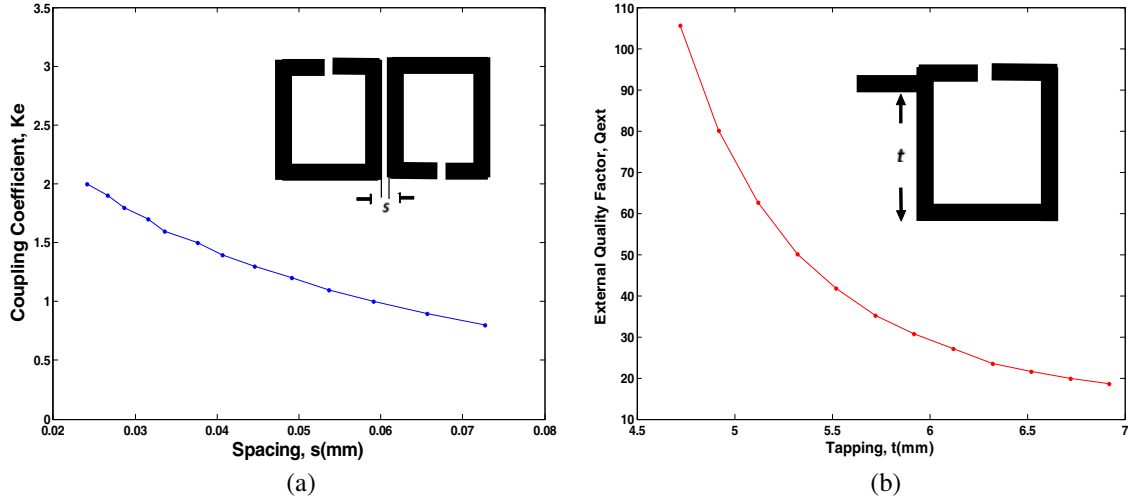 3.5
3
2.5
2
1.5
1
0.5
0
Coupling Coefficient, Ke
s
0.02 0.03 0.04 0.05 0.06 0.07 0.08
Spacing, s(mm)
(a)
110
100
90
80
70
60
50
40
30
20
10
External Quality Factor, Qext
t
4.5 5 5.5 6 6.5 7
Tapping, t(mm)
(b)